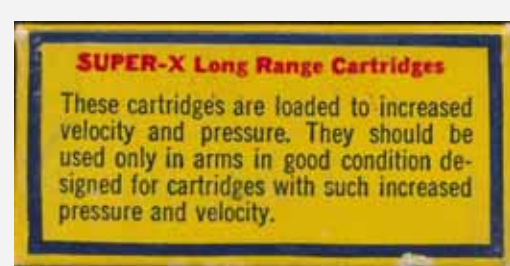 SUPER-X Long Range Cartridges
These cartridges are loaded to increased
velocity and pressure. They should be
used only in arms in good condition de-
signed for cartridges with such increased
pressure and velocity.